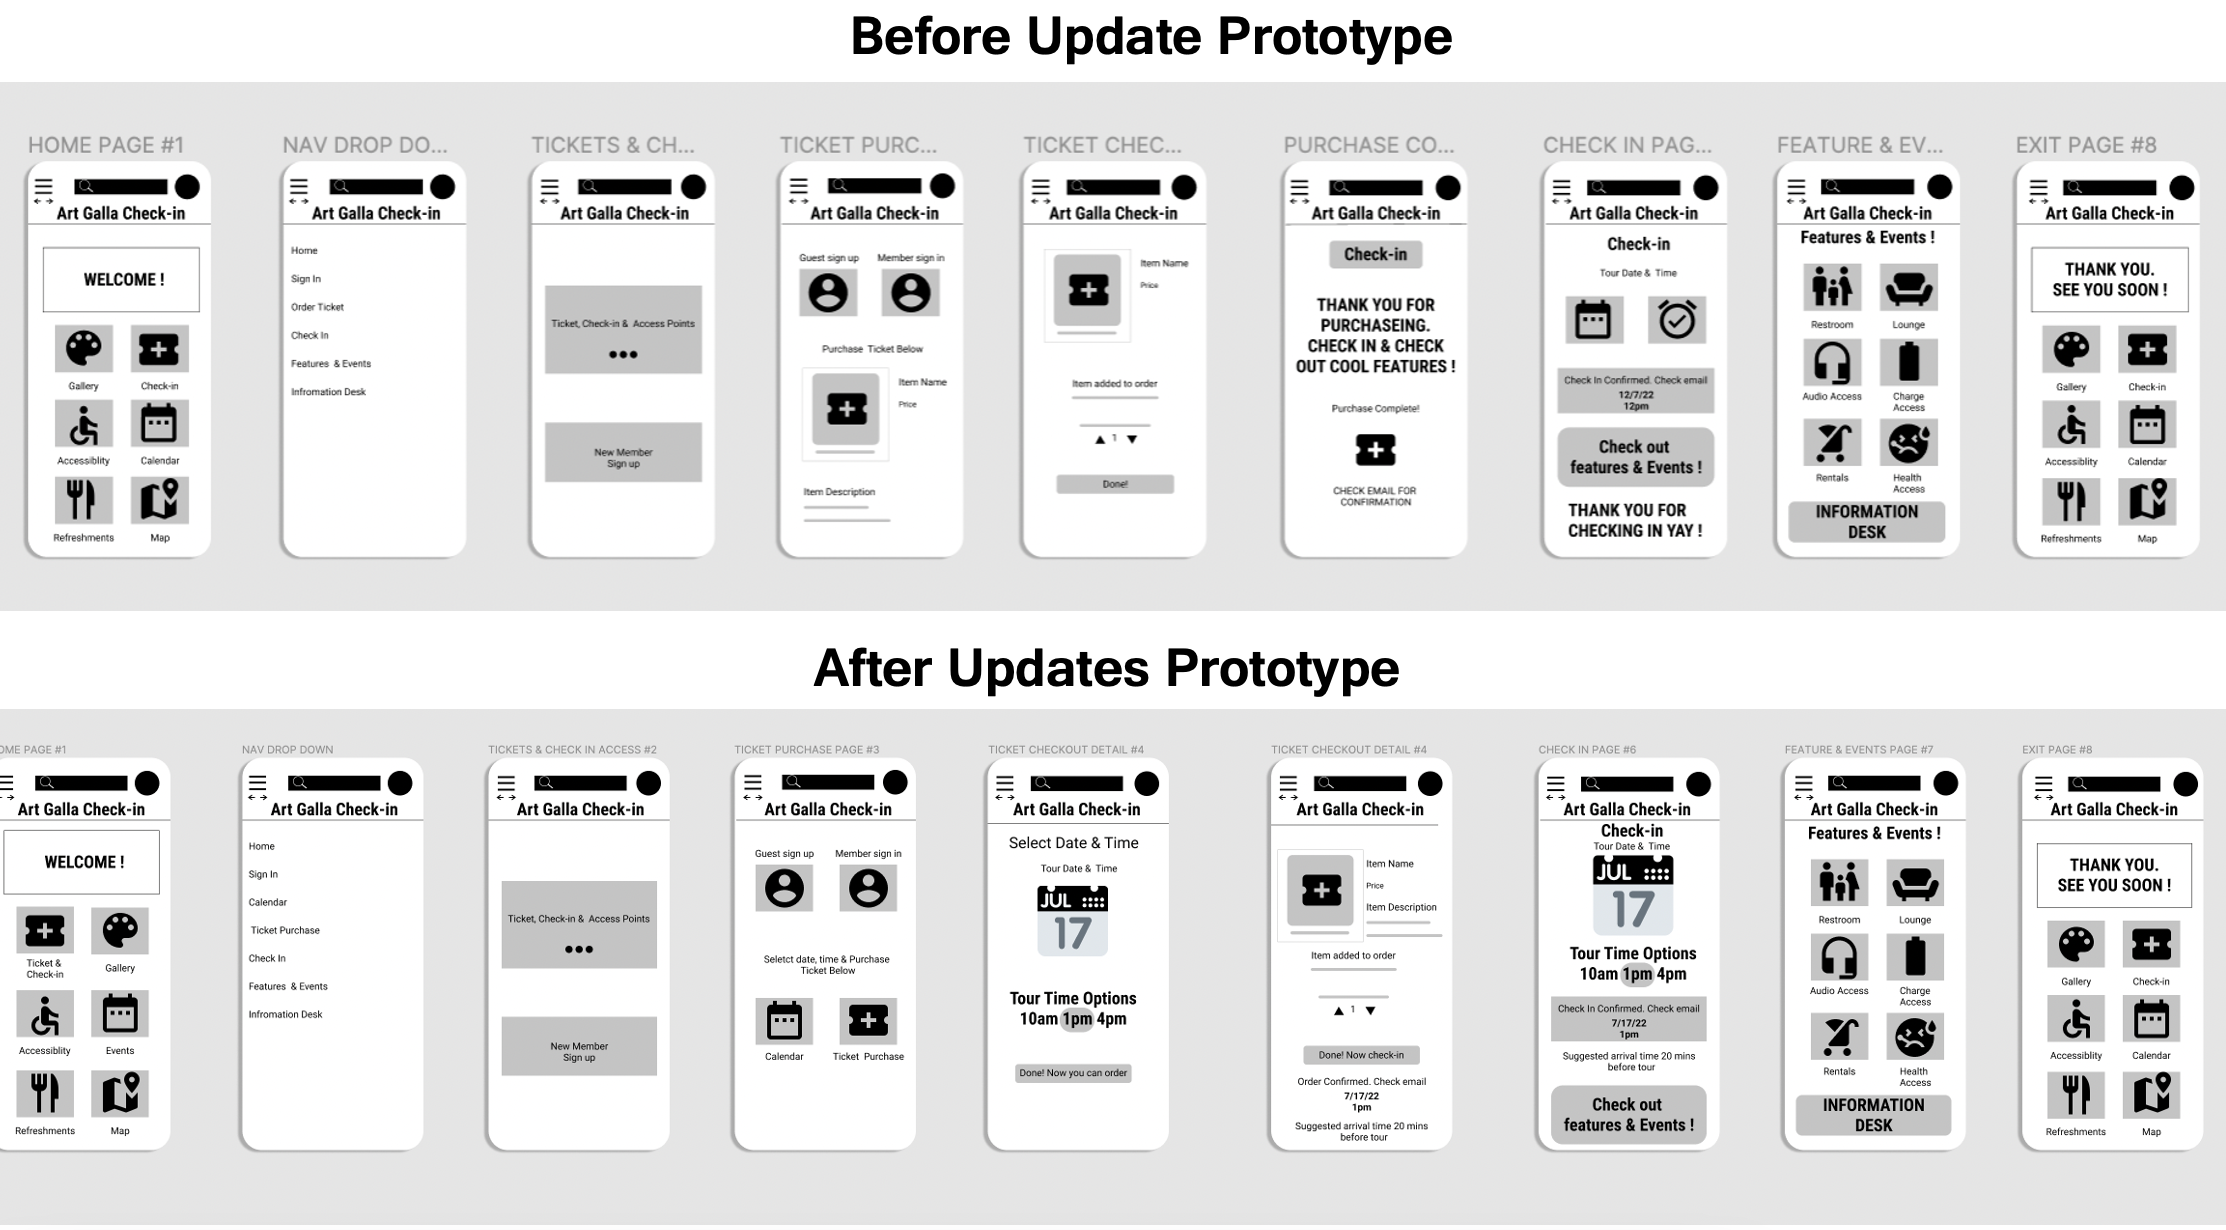 Before Update Prototype
HOME PAGE #1
Art Galla Check-in
WELCOME !
Gallery
Check-in
Accessiblity
Calendar
Refreshments
Map
NAV DROP DO...
Art Galla Check-in
Home
Sign In
Order Ticket
Check In
Features & Events
Infromation Desk
TICKETS & CH...
Art Galla Check-in
Ticket, Check-in & Access Points
New Member
Sign up
TICKET PURC...
Art Galla Check-in
Guest sign up
Member sign in
Purchase Ticket Below
Item Name
Price
Item Description
TICKET CHEC...
Art Galla Check-in
Item Name
Price
Item added to order
1
Done!
PURCHASE CO...
Art Galla Check-in
Check-in
THANK YOU FOR
PURCHASEING.
CHECK IN & CHECK
OUT COOL FEATURES !
Purchase Complete!
CHECK EMAIL FOR
CONFIRMATION
CHECK IN PAG...
Art Galla Check-in
Check-in
Tour Date & Time
Check In Confirmed. Check email
12/7/22
12pm
Check out
features & Events !
THANK YOU FOR
CHECKING IN YAY !
FEATURE & EV...
Art Galla Check-in
Features & Events !
Restroom
Lounge
Audio Access
Charge
Access
Rentals
Health
Access
INFORMATION
DESK
EXIT PAGE #8
Art Galla Check-in
THANK YOU.
SEE YOU SOON !
Gallery
Check-in
Accessiblity
Calendar
Refreshments
Map
After Updates Prototype
OME PAGE #1
Art Galla Check-in
WELCOME !
Ticket &
Check-in
Gallery
Accessiblity
Events
Refreshments
Map
NAV DROP DOWN
Art Galla Check-in
Home
Sign In
Calendar
Ticket Purchase
Check In
Features & Events
Infromation Desk
TICKETS & CHECK IN ACCESS #2
Art Galla Check-in
Ticket, Check-in & Access Points
New Member
Sign up
TICKET PURCHASE PAGE #3
Art Galla Check-in
Guest sign up
Member sign in
Seletct date, time & Purchase
Ticket Below
Calendar
Ticket Purchase
TICKET CHECKOUT DETAIL #4
Art Galla Check-in
Select Date & Time
Tour Date & Time
JUL
17
Tour Time Options
10am 1pm 4pm
Done! Now you can order
TICKET CHECKOUT DETAIL #4
Art Galla Check-in
Item Name
Price
Item Description
Item added to order
1
Done! Now check-in
Order Confirmed. Check email
7/17/22
1pm
Suggested arrival time 20 mins
before tour
CHECK IN PAGE #6
Art Galla Check-in
Check-in
Tour Date & Time
JUL
17
Tour Time Options
10am 1pm 4pm
Check In Confirmed. Check email
7/17/22
1pm
Suggested arrival time 20 mins
before tour
Check out
features & Events !
FEATURE & EVENTS PAGE #7
Art Galla Check-in
Features & Events !
Restroom
Lounge
Audio Access
Charge
Access
Rentals
Health
Access
INFORMATION
DESK
EXIT PAGE #8
Art Galla Check-in
THANK YOU.
SEE YOU SOON !
Gallery
Check-in
Accessiblity
Calendar
Refreshments
Map